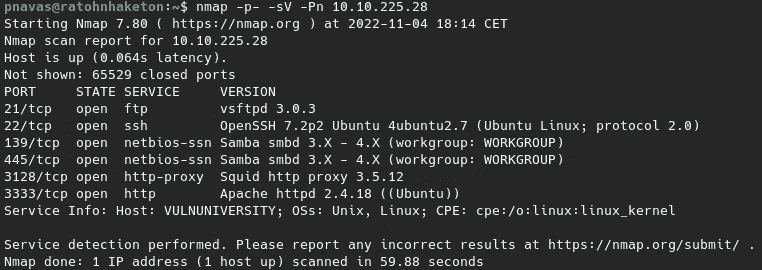 pnavas@ratohnhaketon:~$ nmap -p- -sV -Pn 10.10.225.28
Starting Nmap 7.80 ( https://nmap.org ) at 2022-11-04 18:14 CET
Nmap scan report for 10.10.225.28
Host is up (0.064s latency).
Not shown: 65529 closed ports
PORT     STATE SERVICE     VERSION
21/tcp   open  ftp         vsftpd 3.0.3
22/tcp   open  ssh         OpenSSH 7.2p2 Ubuntu 4ubuntu2.7 (Ubuntu Linux; protocol 2.0)
139/tcp  open  netbios-ssn Samba smbd 3.X - 4.X (workgroup: WORKGROUP)
445/tcp  open  netbios-ssn Samba smbd 3.X - 4.X (workgroup: WORKGROUP)
3128/tcp open  http-proxy  Squid http proxy 3.5.12
3333/tcp open  http        Apache httpd 2.4.18 ((Ubuntu))
Service Info: Host: VULNUNIVERSITY; OSs: Unix, Linux; CPE: cpe:/o:linux:linux_kernel

Service detection performed. Please report any incorrect results at https://nmap.org/submit/ .
Nmap done: 1 IP address (1 host up) scanned in 59.88 seconds